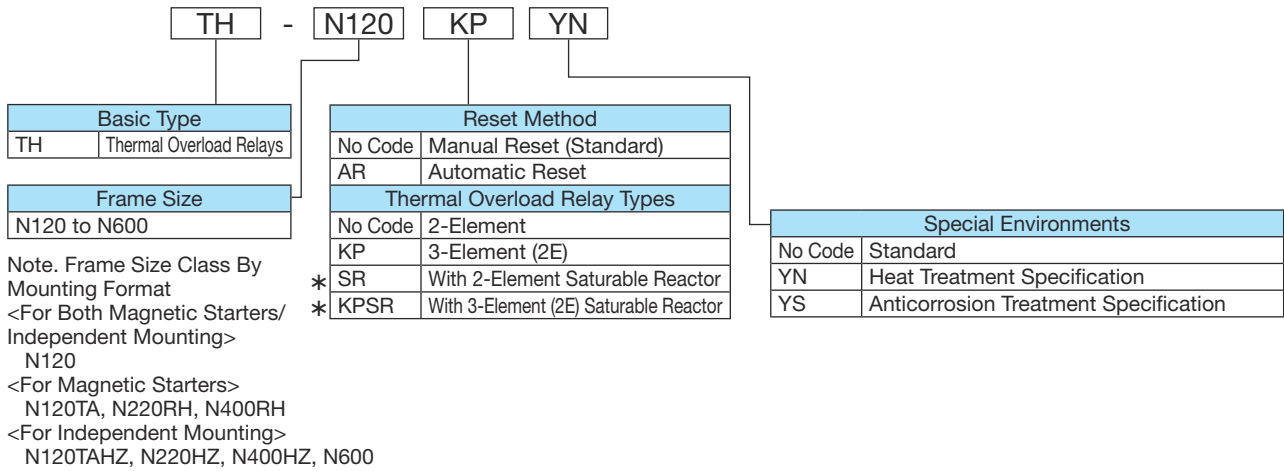 TH - N120 KP YN
Basic Type
TH Thermal Overload Relays
Frame Size
N120 to N600
Note. Frame Size Class By
Mounting Format
<For Both Magnetic Starters/
Independent Mounting>
N120
<For Magnetic Starters>
N120TA, N220RH, N400RH
<For Independent Mounting>
N120TAHZ, N220HZ, N400HZ, N600
Reset Method
No Code Manual Reset (Standard)
AR Automatic Reset
Thermal Overload Relay Types
No Code 2-Element
KP 3-Element (2E)
* SR With 2-Element Saturable Reactor
* KPSR With 3-Element (2E) Saturable Reactor
Special Environments
No Code Standard
YN Heat Treatment Specification
YS Anticorrosion Treatment Specification